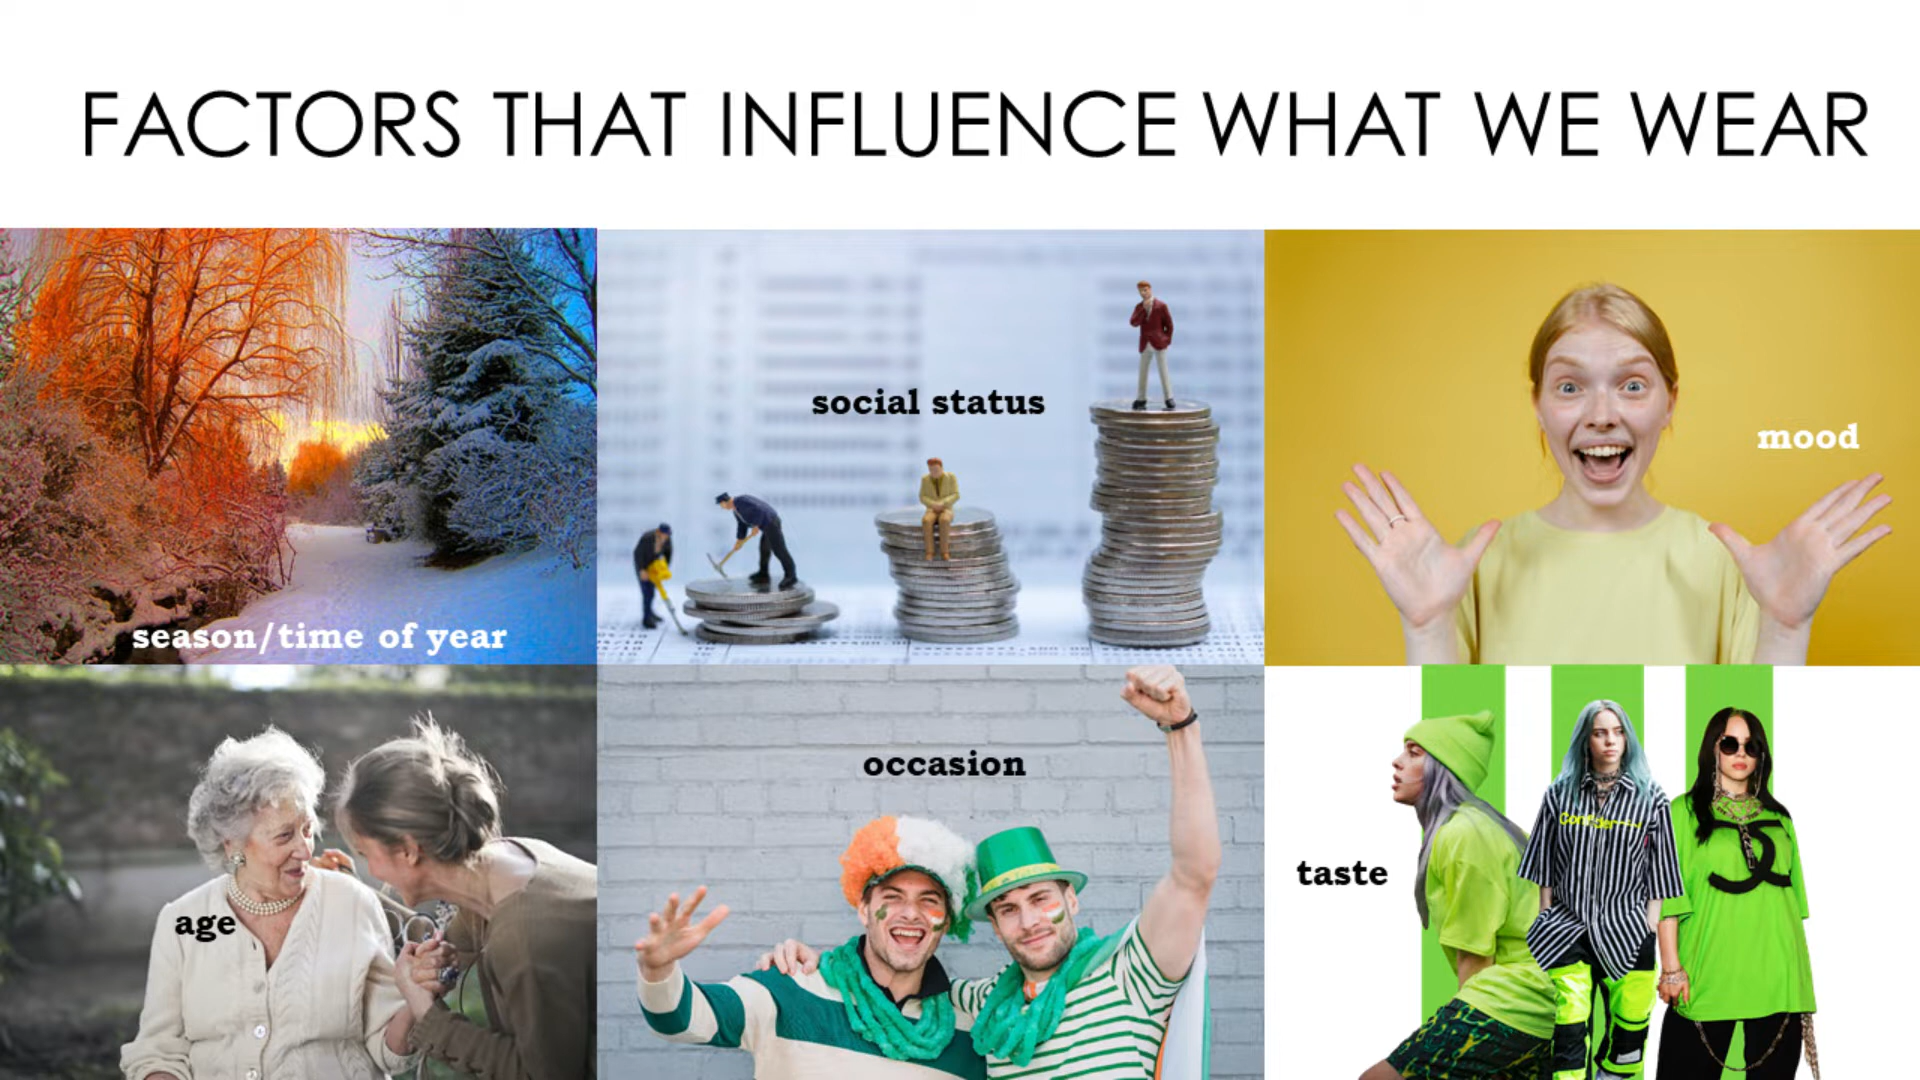 FACTORS THAT INFLUENCE WHAT WE WEAR
season/time of year
social status
mood
age
occasion
taste